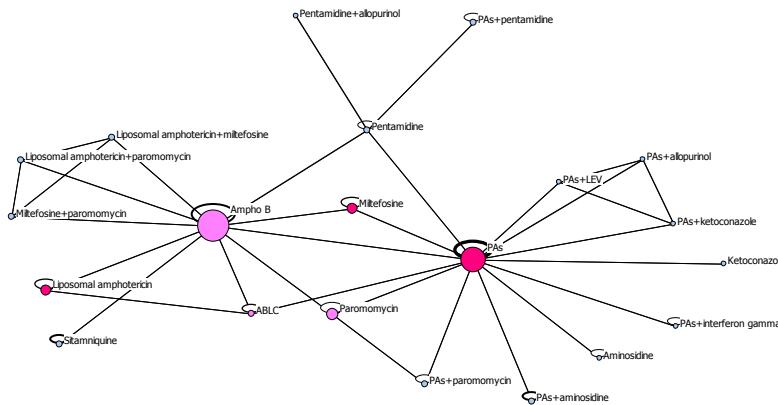 Pentamidine+allopurinol
PAs+pentamidine
Pentamidine
Liposomal amphotericin+miltefosine
Liposomal amphotericin+paromomycin
PAs+allopurinol
PAs+LEV
Miltefosine
Ampho B
Miltefosine+paromomycin
PAs+ketoconazole
PAs
Ketoconazo
Liposomal amphotericin
ABLC
Paromomycin
PAs+interferon gamma
Sitamniquine
Aminosidine
PAs+paromomycin
PAs+aminosidine